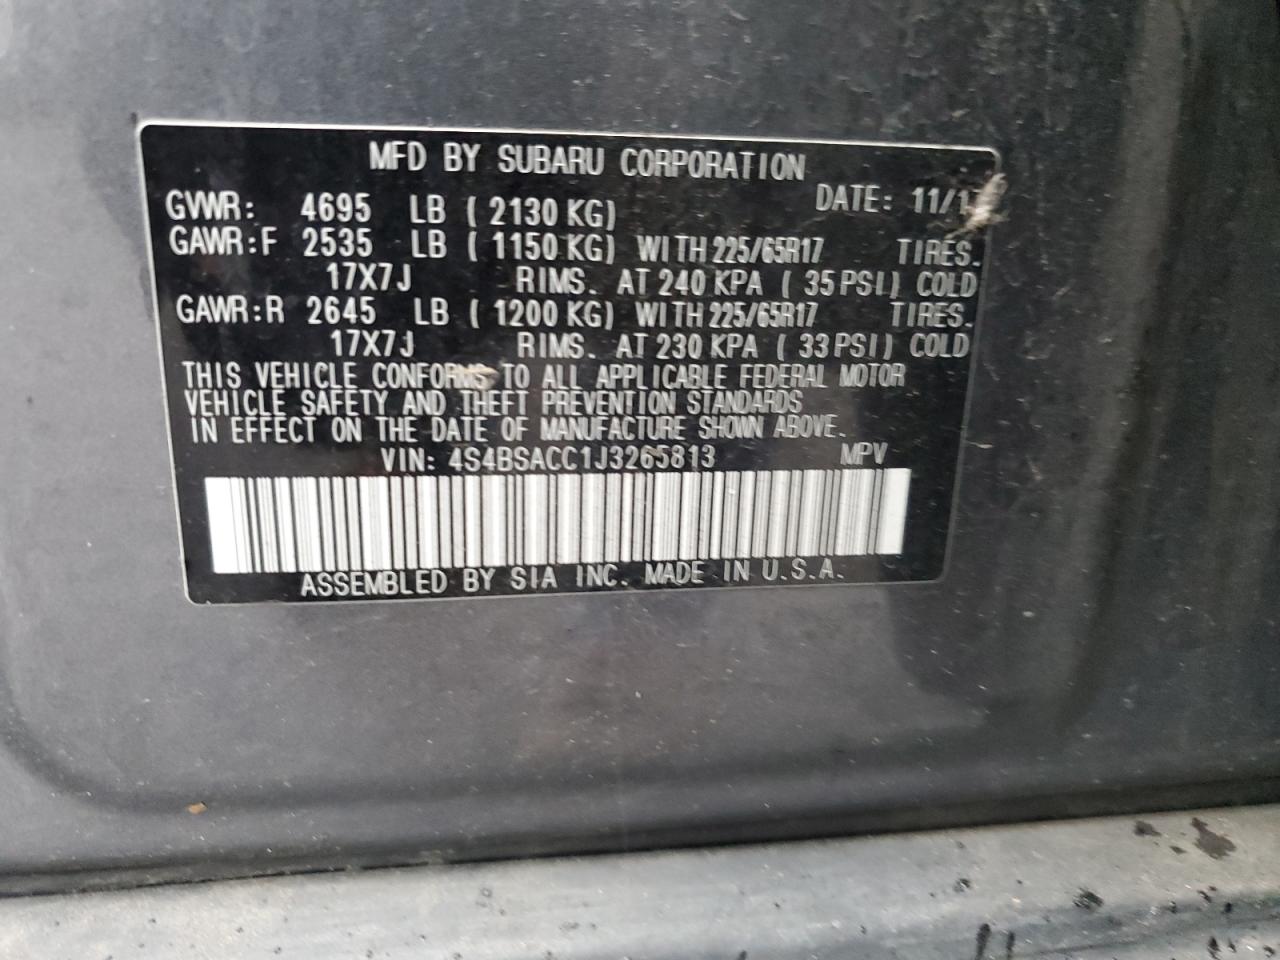 MFD BY SUBARU CORPORATION
DATE: 11/1
GVWR: 4695 LB ( 2130 KG)
GAWR:F 2535 LB ( 1150 KG) WITH 225/65R17 TIRES.
17X7J RIMS. AT 240 KPA ( 35 PSI) COLD
GAWR:R 2645 LB ( 1200 KG) WITH 225/65R17 TIRES.
17X7J RIMS. AT 230 KPA ( 33 PSI) COLD
THIS VEHICLE CONFORMS TO ALL APPLICABLE FEDERAL MOTOR
VEHICLE SAFETY AND THEFT PREVENTION STANDARDS
IN EFFECT ON THE DATE OF MANUFACTURE SHOWN ABOVE.
VIN: 4S4BSACC1J3265813 MPV
ASSEMBLED BY SIA INC. MADE IN U.S.A.